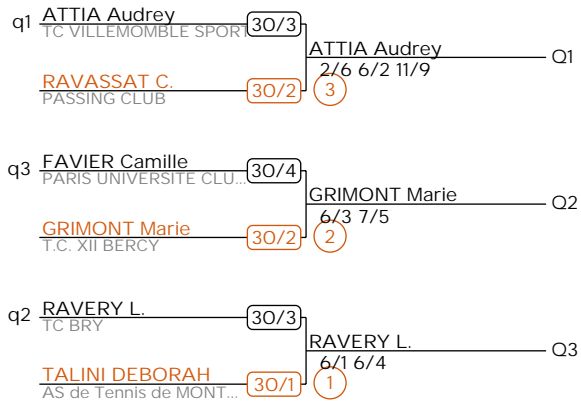 q1 ATTIA Audrey 30/3
TC VILLEMOMBLE SPORT
ATTIA Audrey Q1
2/6 6/2 11/9
RAVASSAT C. 30/2 3
PASSING CLUB
q3 FAVIER Camille 30/4
PARIS UNIVERSITE CLU...
GRIMONT Marie Q2
6/3 7/5
GRIMONT Marie 30/2 2
T.C. XII BERCY
q2 RAVERY L. 30/3
TC BRY
RAVERY L. Q3
6/1 6/4
TALINI DEBORAH 30/1 1
AS de Tennis de MONT...